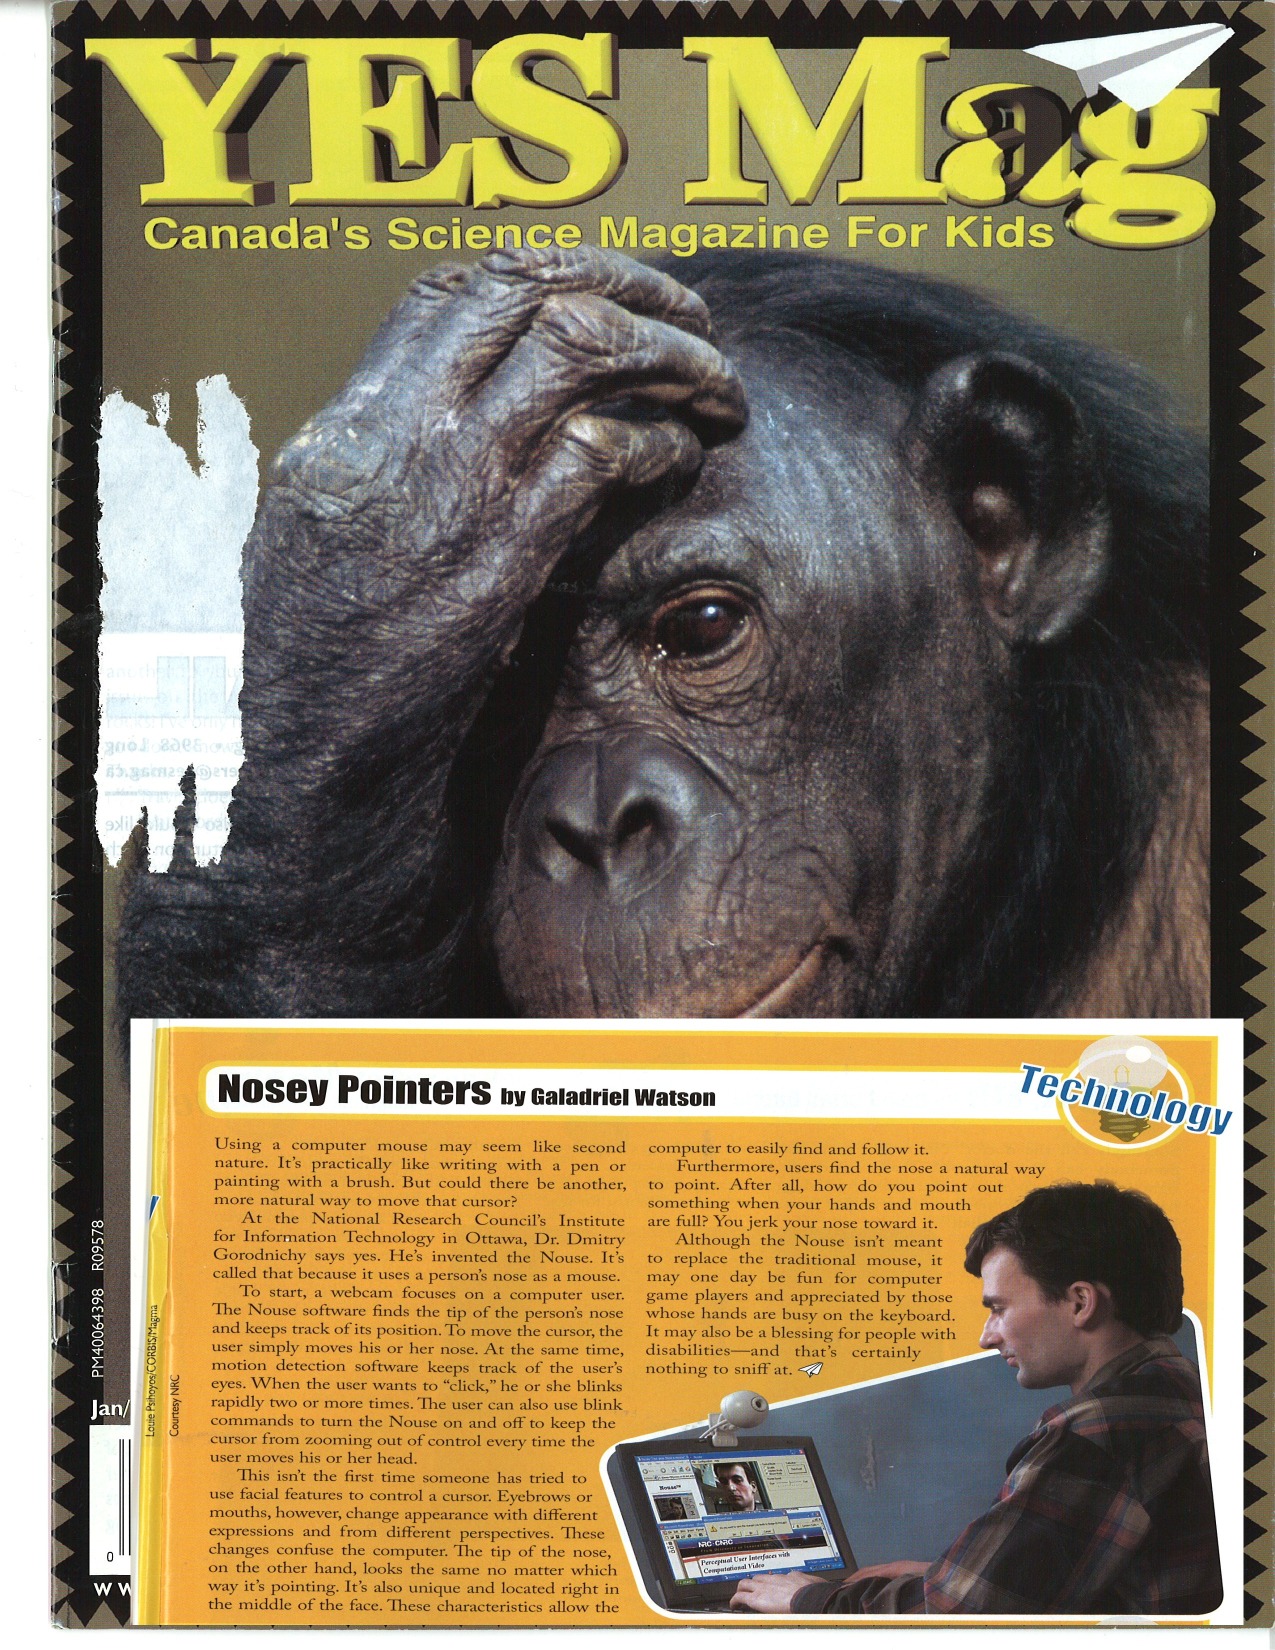 YES Mag
Canada's Science Magazine For Kids
Nosey Pointers by Galadriel Watson
Technology
Using a computer mouse may seem like second
nature. It's practically like writing with a pen or
painting with a brush. But could there be another,
more natural way to move that cursor?
At the National Research Council's Institute
for Information Technology in Ottawa, Dr. Dmitry
Gorodnichy says yes. He's invented the Nouse. It's
called that because it uses a person's nose as a mouse.
To start, a webcam focuses on a computer user.
The Nouse software finds the tip of the person's nose
and keeps track of its position. To move the cursor, the
user simply moves his or her nose. At the same time,
motion detection software keeps track of the user's
eyes. When the user wants to “click,” he or she blinks
rapidly two or more times. The user can also use blink
commands to turn the Nouse on and off to keep the
cursor from zooming out of control every time the
user moves his or her head.
This isn't the first time someone has tried to
use facial features to control a cursor. Eyebrows or
mouths, however, change appearance with different
expressions and from different perspectives. These
changes confuse the computer. The tip of the nose,
on the other hand, looks the same no matter which
way it's pointing. It's also unique and located right in
the middle of the face. These characteristics allow the
computer to easily find and follow it.
Furthermore, users find the nose a natural way
to point. After all, how do you point out
something when your hands and mouth
are full? You jerk your nose toward it.
Although the Nouse isn't meant
to replace the traditional mouse, it
may one day be fun for computer
game players and appreciated by those
whose hands are busy on the keyboard.
It may also be a blessing for people with
disabilities—and that's certainly
nothing to sniff at.
Nouse™
NRC·CNRC
Perceptual User Interfaces with
Computational Video
PM40064398 R09578
Louie Psihoyos/CORBIS/Magma
Courtesy NRC
Jan/
0
WW
3968 Long